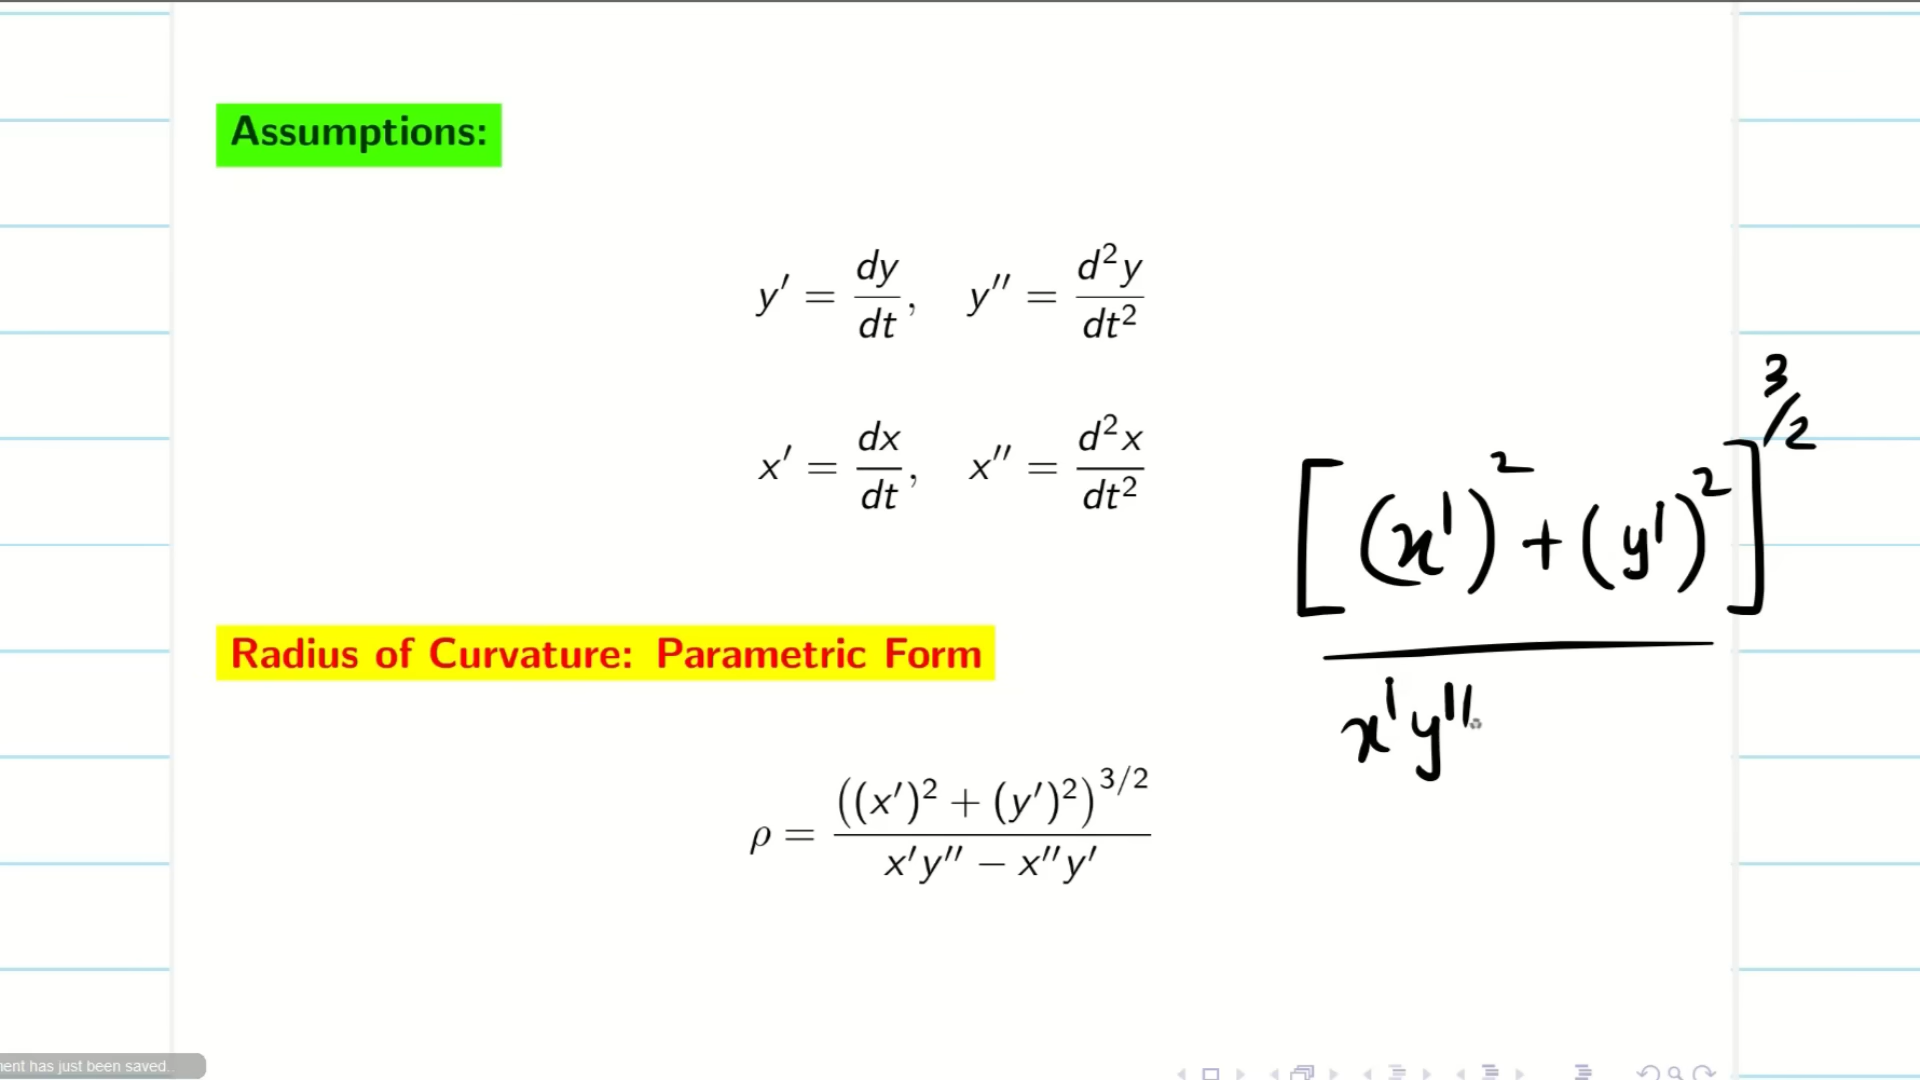 Assumptions:
y′ = dy/dt, y″ = d²y/dt²
x′ = dx/dt, x″ = d²x/dt²
[(x′)² + (y′)²]^3/2
x′y″
Radius of Curvature: Parametric Form
ρ = ((x′)² + (y′)²)^3/2 / x′y″ − x″y′
has just been saved.